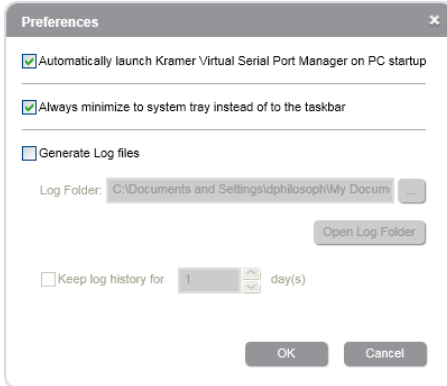 Preferences
Automatically launch Kramer Virtual Serial Port Manager on PC startup
Always minimize to system tray instead of to the taskbar
Generate Log files
Log Folder: C:\Documents and Settings\dphilosoph\My Docum ...
Open Log Folder
Keep log history for 1 day(s)
OK Cancel